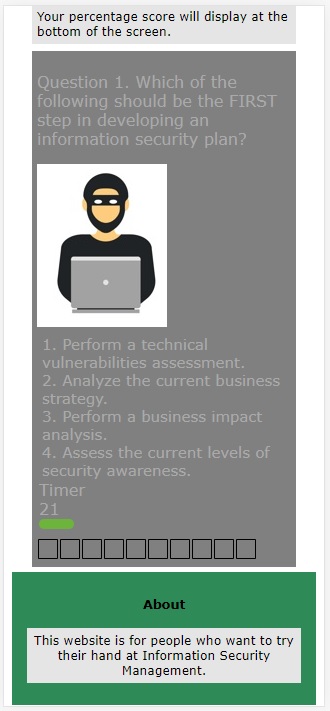 Your percentage score will display at the
bottom of the screen.
Question 1. Which of the
following should be the FIRST
step in developing an
information security plan?
1. Perform a technical
vulnerabilities assessment.
2. Analyze the current business
strategy.
3. Perform a business impact
analysis.
4. Assess the current levels of
security awareness.
Timer
21
About
This website is for people who want to try
their hand at Information Security
Management.